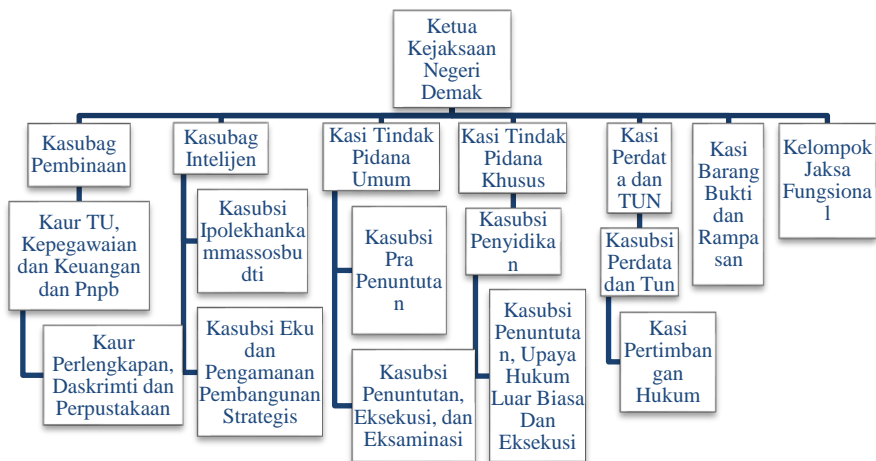 Ketua
Kejaksaan
Negeri
Demak
Kasubag
Pembinaan
Kasubag
Intelijen
Kasi Tindak
Pidana
Umum
Kasi Tindak
Pidana
Khusus
Kasi
Perdat
a dan
TUN
Kasi
Barang
Bukti
dan
Rampa
san
Kelompok
Jaksa
Fungsiona
l
Kaur TU,
Kepegawaian
dan Keuangan
dan Pnpb
Kaur
Perlengkapan,
Daskrimti dan
Perpustakaan
Kasubsi
Ipolekhanka
mmassosbu
dti
Kasubsi Eku
dan
Pengamanan
Pembangunan
Strategis
Kasubsi
Pra
Penuntuta
n
Kasubsi
Penuntutan,
Eksekusi, dan
Eksaminasi
Kasubsi
Penyidika
n
Kasubsi
Penuntuta
n, Upaya
Hukum
Luar Biasa
Dan
Eksekusi
Kasubsi
Perdata
dan Tun
Kasi
Pertimba
ngan
Hukum